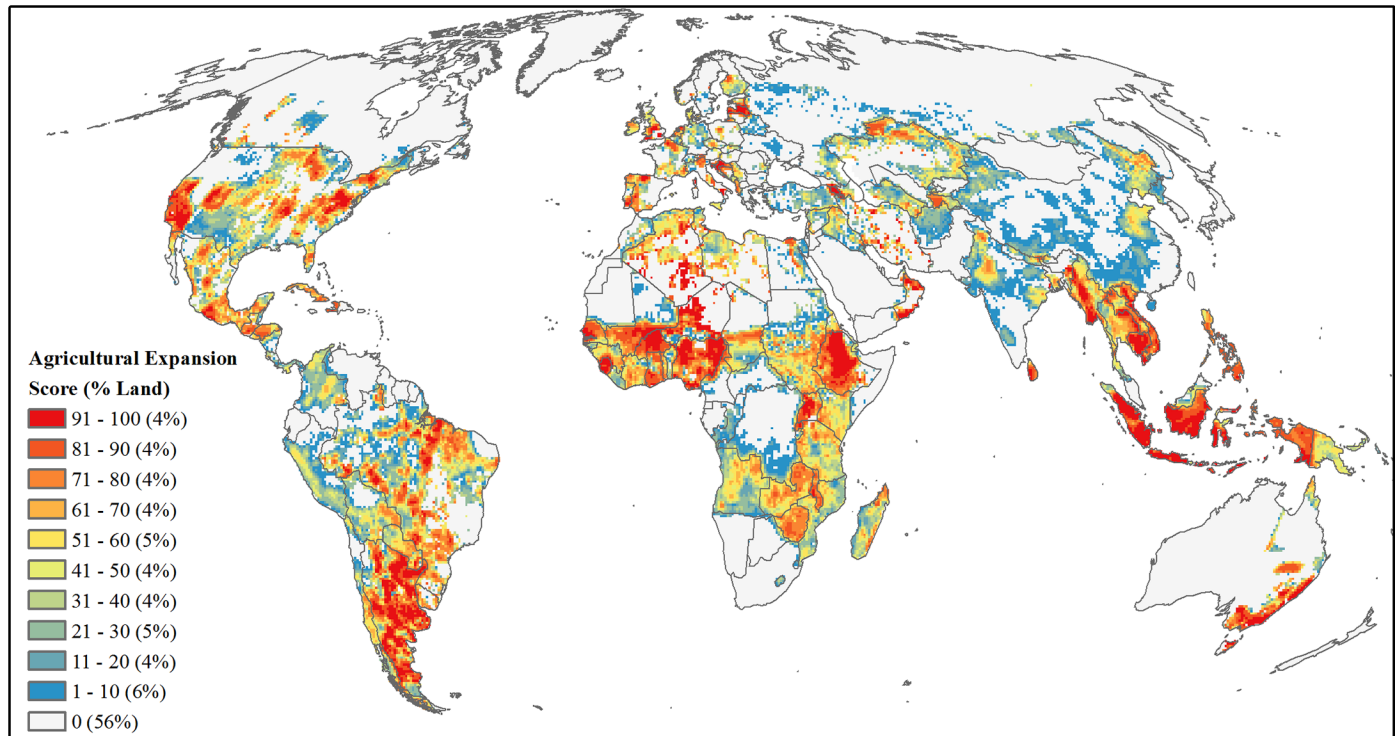 Agricultural Expansion
Score (% Land)
91 - 100 (4%)
81 - 90 (4%)
71 - 80 (4%)
61 - 70 (4%)
51 - 60 (5%)
41 - 50 (4%)
31 - 40 (4%)
21 - 30 (5%)
11 - 20 (4%)
1 - 10 (6%)
0 (56%)